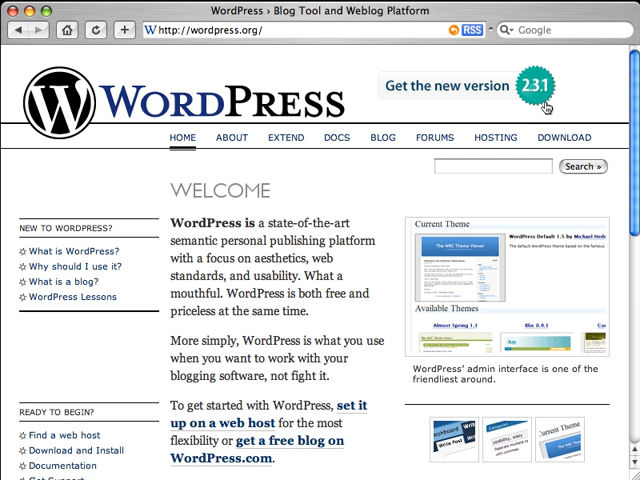 WordPress › Blog Tool and Weblog Platform
http://wordpress.org/
RSS
Google
WORDPRESS
Get the new version 2.3.1
HOME ABOUT EXTEND DOCS BLOG FORUMS HOSTING DOWNLOAD
Search »
WELCOME
NEW TO WORDPRESS?
What is WordPress?
Why should I use it?
What is a blog?
WordPress Lessons
READY TO BEGIN?
Find a web host
Download and Install
Documentation
Get Support
WordPress is a state-of-the-art
semantic personal publishing platform
with a focus on aesthetics, web
standards, and usability. What a
mouthful. WordPress is both free and
priceless at the same time.
More simply, WordPress is what you use
when you want to work with your
blogging software, not fight it.
To get started with WordPress, set it
up on a web host for the most
flexibility or get a free blog on
WordPress.com.
Current Theme
The WRC Theme Viewer
WordPress Default 1.5 by Michael
The default WordPress theme based on the famous
Available Themes
Almost Spring 1.1 Blix 0.9.1
WordPress' admin interface is one of the
friendliest around.
Dashboard
Write Post
Categories
usability, easy
Current Theme